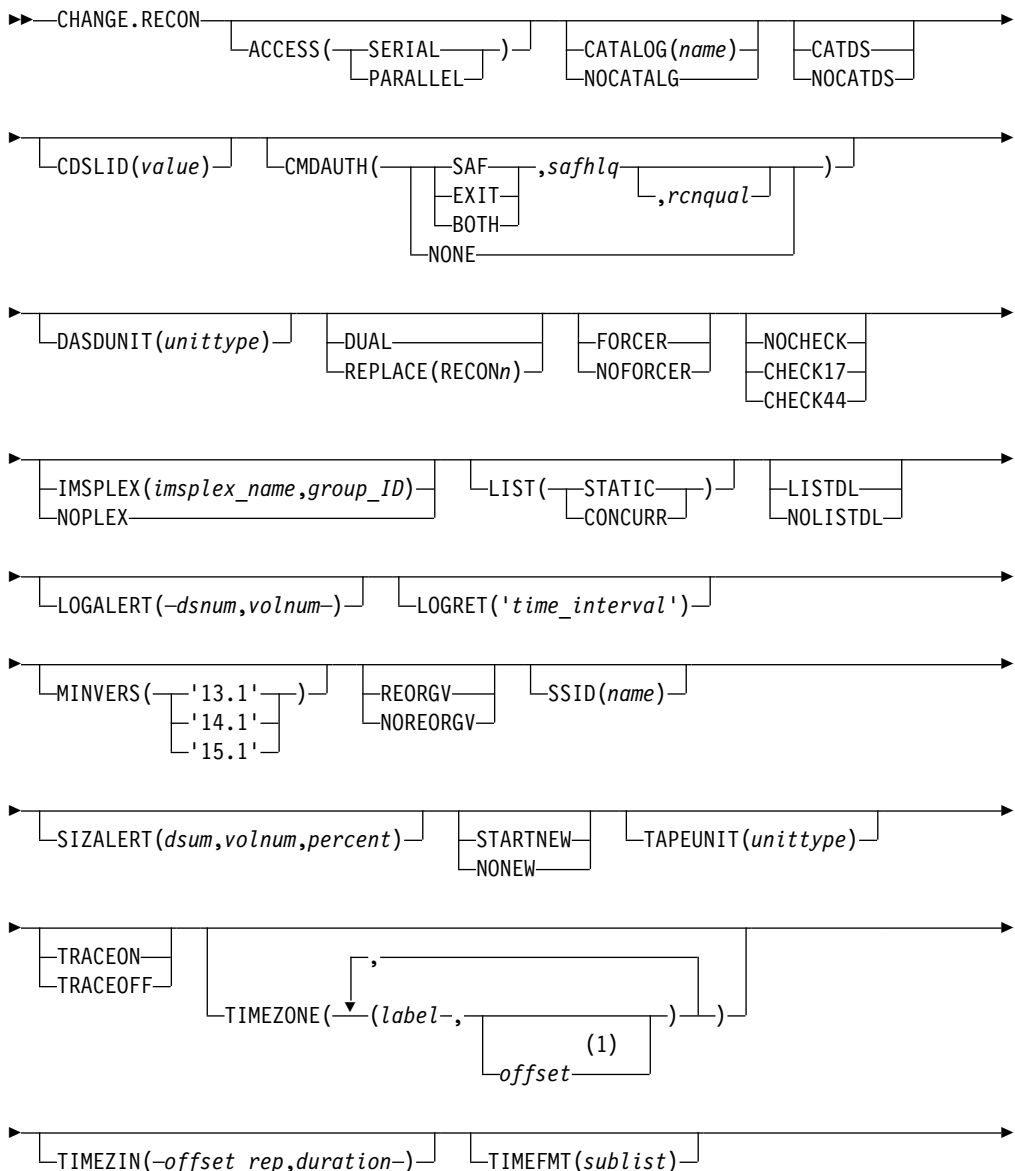 CHANGE.RECON
ACCESS( SERIAL ) CATALOG(name) CATDS
PARALLEL NOCATALG NOCATDS
CDSLID(value) CMDAUTH( SAF ,safhlq )
EXIT ,rcnqual
BOTH
NONE
DASDUNIT(unittype) DUAL FORCER NOCHECK
REPLACE(RECONn) NOFORCER CHECK17
CHECK44
IMSPLEX(imsplex_name,group_ID) LIST( STATIC ) LISTDL
NOPLEX CONCURR NOLISTDL
LOGALERT(dsnum,volnum) LOGRET('time_interval')
MINVERS( '13.1' ) REORGV SSID(name)
'14.1' NOREORGV
'15.1'
SIZALERT(dsum,volnum,percent) STARTNEW TAPEUNIT(unittype)
NONEW
TRACEON ,
TRACEOFF TIMEZONE( (label , ) )
(1)
offset
TIMEZIN(offset rep,duration) TIMEFMT(sublist)